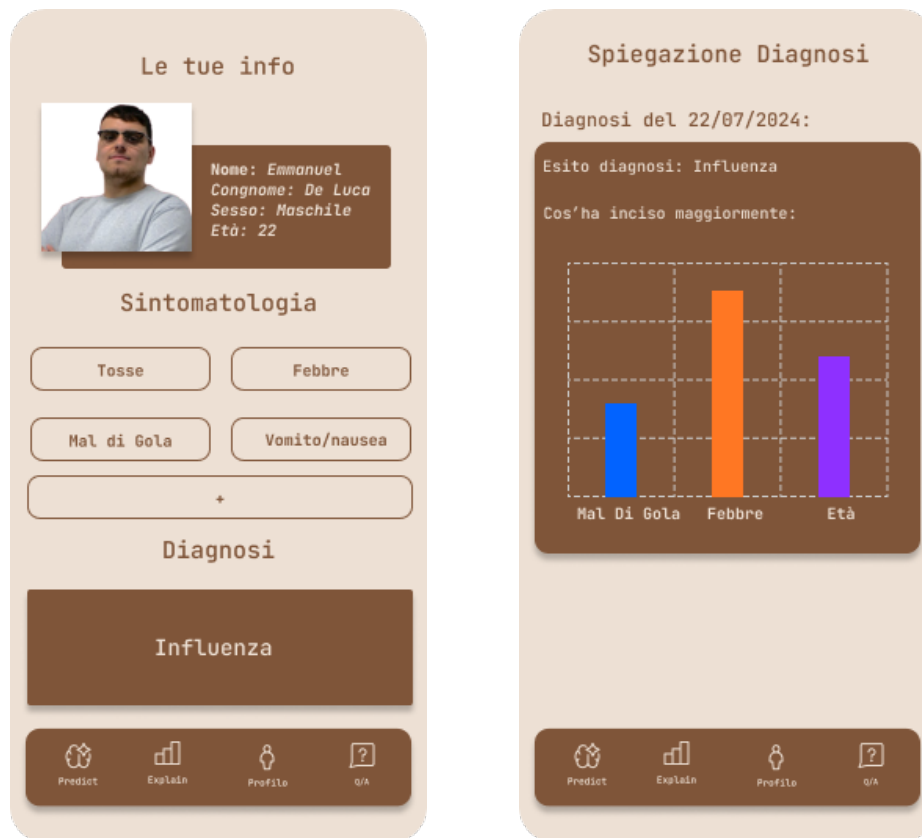 Le tue info
Nome: Emmanuel
Congnome: De Luca
Sesso: Maschile
Età: 22
Sintomatologia
Tosse
Febbre
Mal di Gola
Vomito/nausea
+
Diagnosi
Influenza
Predict
Explain
Profilo
Q/A
Spiegazione Diagnosi
Diagnosi del 22/07/2024:
Esito diagnosi: Influenza
Cos’ha inciso maggiormente:
Mal Di Gola
Febbre
Età
Predict
Explain
Profilo
Q/A